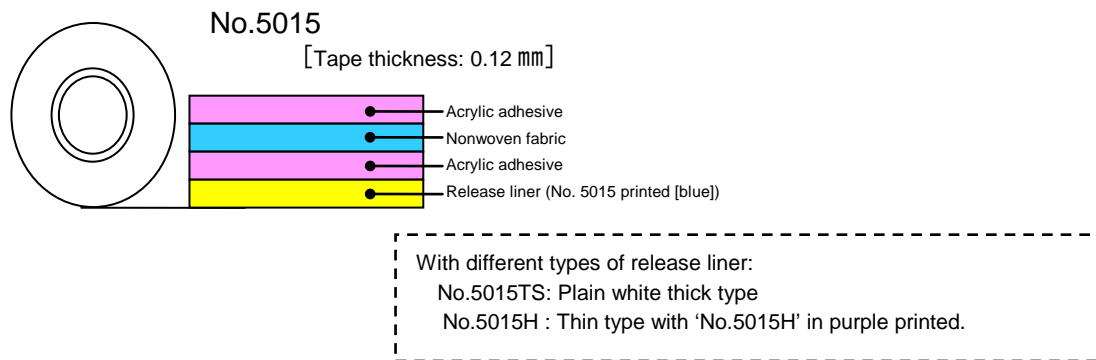 No.5015
[Tape thickness: 0.12 mm]
Acrylic adhesive
Nonwoven fabric
Acrylic adhesive
Release liner (No. 5015 printed [blue])
With different types of release liner:
No.5015TS: Plain white thick type
No.5015H : Thin type with ‘No.5015H’ in purple printed.